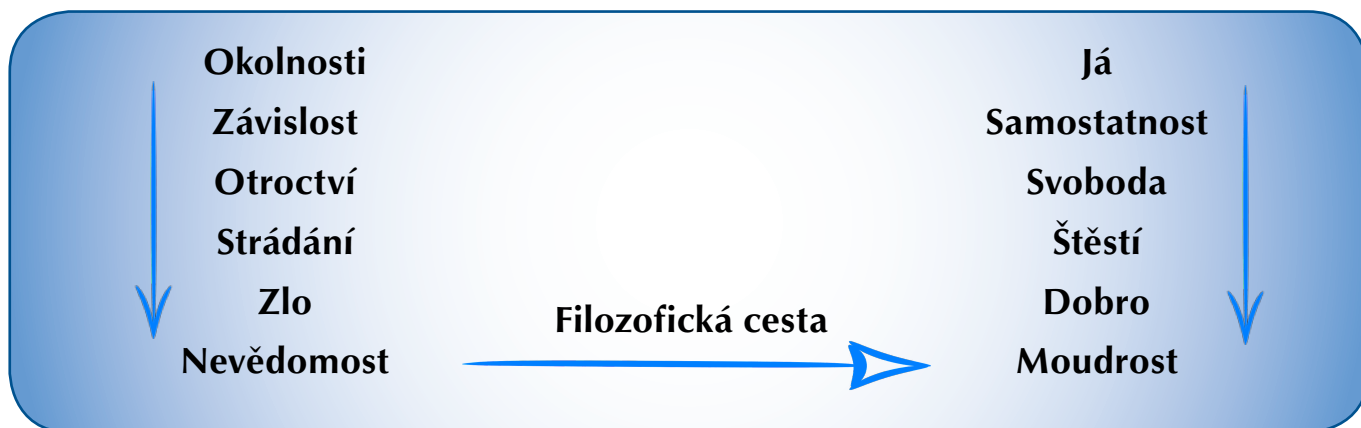 Okolnosti
Závislost
Otroctví
Strádání
Zlo
Nevědomost
Filozofická cesta
Já
Samostatnost
Svoboda
Štěstí
Dobro
Moudrost